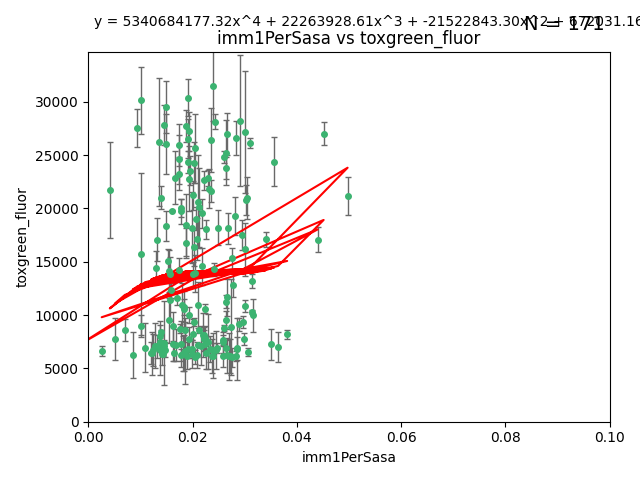 y = 5340684177.32x^4 + 22263928.61x^3 + -21522843.30x^2 + 672031.16
N = 171
imm1PerSasa vs toxgreen_fluor
30000
25000
20000
15000
10000
5000
0
toxgreen_fluor
0.00 0.02 0.04 0.06 0.08 0.10
imm1PerSasa